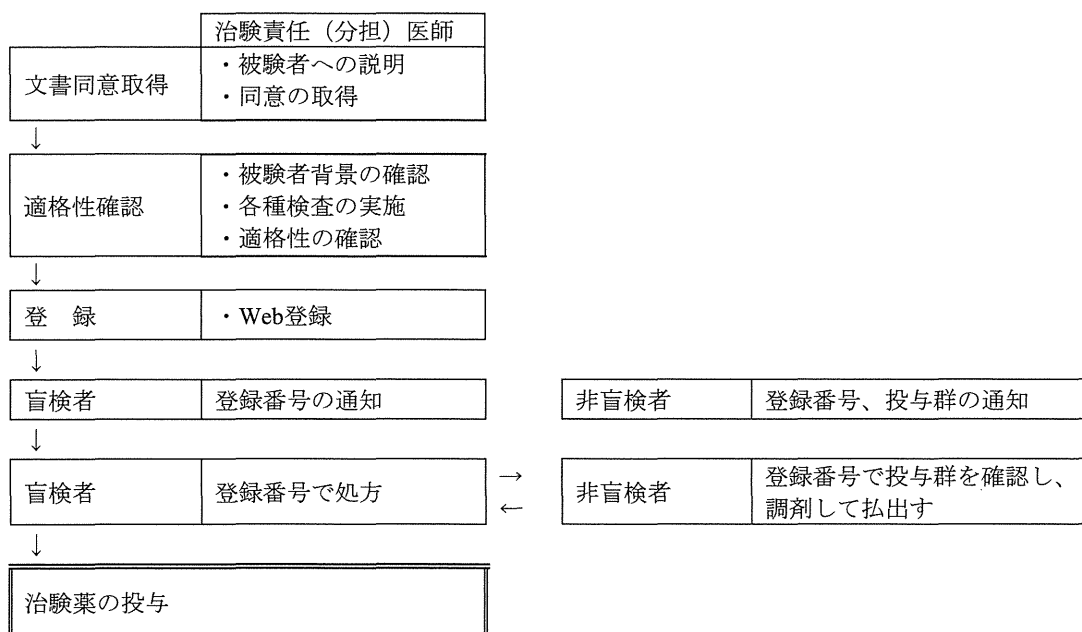 治験責任（分担）医師
文書同意取得
・被験者への説明
・同意の取得
↓
適格性確認
・被験者背景の確認
・各種検査の実施
・適格性の確認
↓
登　録
・Web登録
↓
盲検者
登録番号の通知
非盲検者
登録番号、投与群の通知
↓
盲検者
登録番号で処方
→
←
非盲検者
登録番号で投与群を確認し、
調剤して払出す
↓
治験薬の投与